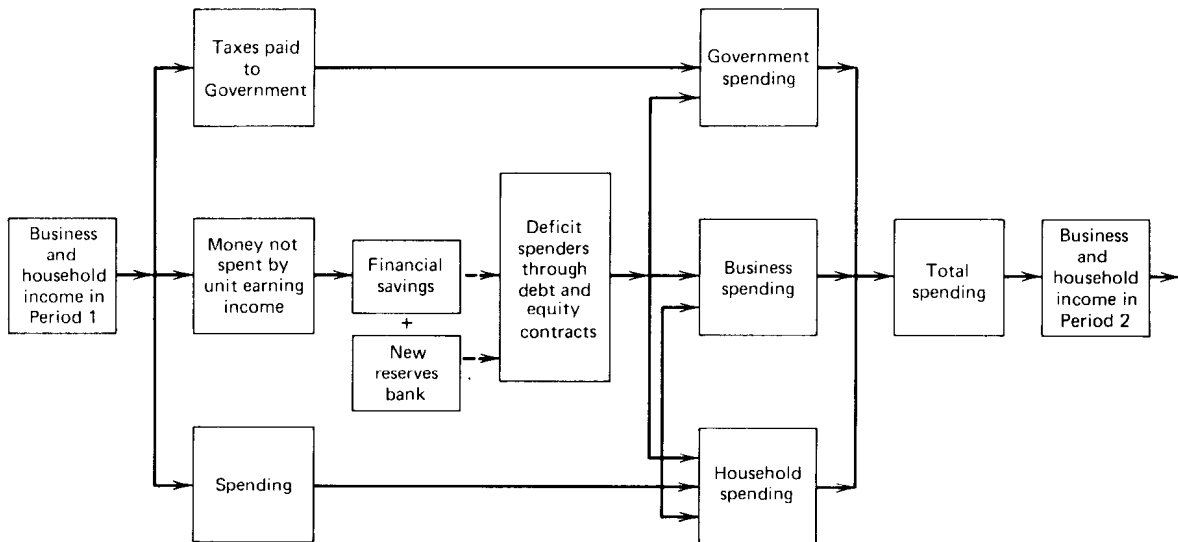 Taxes paid
to
Government
Government
spending
Business
and
household
income in
Period 1
Money not
spent by
unit earning
income
Financial
savings
+
New
reserves
bank
Deficit
spenders
through
debt and
equity
contracts
Business
spending
Total
spending
Business
and
household
income in
Period 2
Spending
Household
spending